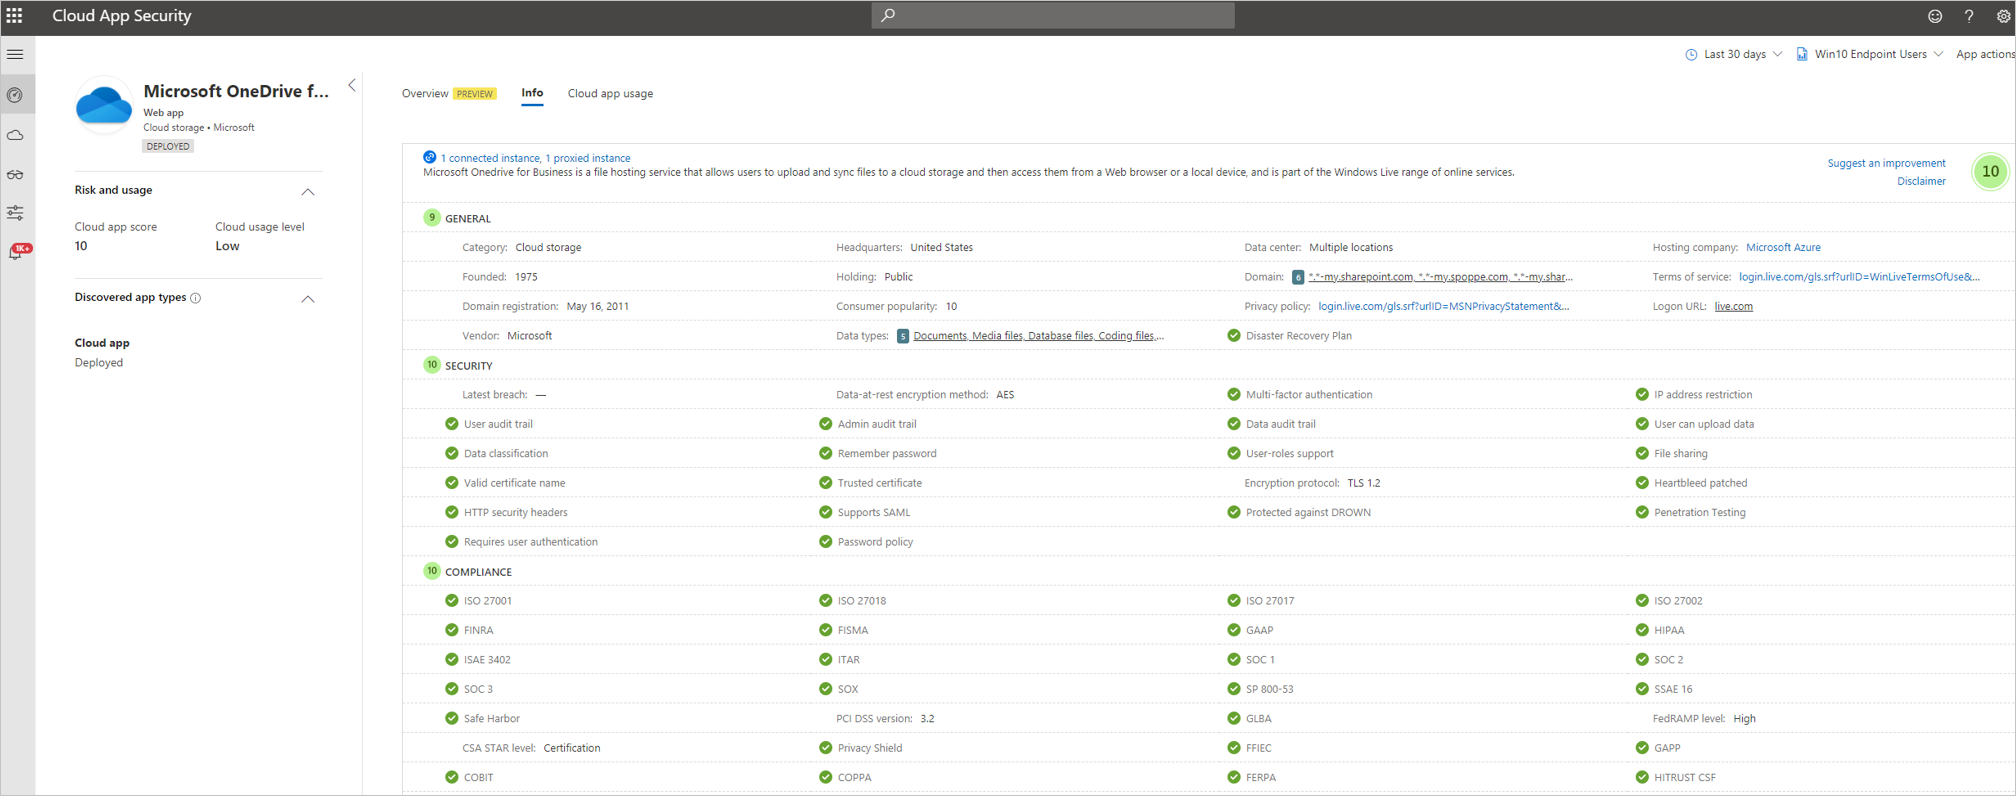 Cloud App Security
?
Last 30 days
Win10 Endpoint Users
App actions
1K+
Microsoft OneDrive f...
Web app
Cloud storage • Microsoft
DEPLOYED
Risk and usage
Cloud app score
Cloud usage level
10
Low
Discovered app types
Cloud app
Deployed
Overview PREVIEW
Info
Cloud app usage
1 connected instance, 1 proxied instance
Microsoft Onedrive for Business is a file hosting service that allows users to upload and sync files to a cloud storage and then access them from a Web browser or a local device, and is part of the Windows Live range of online services.
Suggest an improvement
Disclaimer
10
9 GENERAL
Category: Cloud storage
Headquarters: United States
Data center: Multiple locations
Hosting company: Microsoft Azure
Founded: 1975
Holding: Public
Domain: 6 *.*-my.sharepoint.com, *.*-my.spoppe.com, *.*-my.shar...
Terms of service: login.live.com/gls.srf?urlID=WinLiveTermsOfUse&...
Domain registration: May 16, 2011
Consumer popularity: 10
Privacy policy: login.live.com/gls.srf?urlID=MSNPrivacyStatement&...
Logon URL: live.com
Vendor: Microsoft
Data types: 5 Documents, Media files, Database files, Coding files,...
Disaster Recovery Plan
10 SECURITY
Latest breach: —
Data-at-rest encryption method: AES
Multi-factor authentication
IP address restriction
User audit trail
Admin audit trail
Data audit trail
User can upload data
Data classification
Remember password
User-roles support
File sharing
Valid certificate name
Trusted certificate
Encryption protocol: TLS 1.2
Heartbleed patched
HTTP security headers
Supports SAML
Protected against DROWN
Penetration Testing
Requires user authentication
Password policy
10 COMPLIANCE
ISO 27001
ISO 27018
ISO 27017
ISO 27002
FINRA
FISMA
GAAP
HIPAA
ISAE 3402
ITAR
SOC 1
SOC 2
SOC 3
SOX
SP 800-53
SSAE 16
Safe Harbor
PCI DSS version: 3.2
GLBA
FedRAMP level: High
CSA STAR level: Certification
Privacy Shield
FFIEC
GAPP
COBIT
COPPA
FERPA
HITRUST CSF